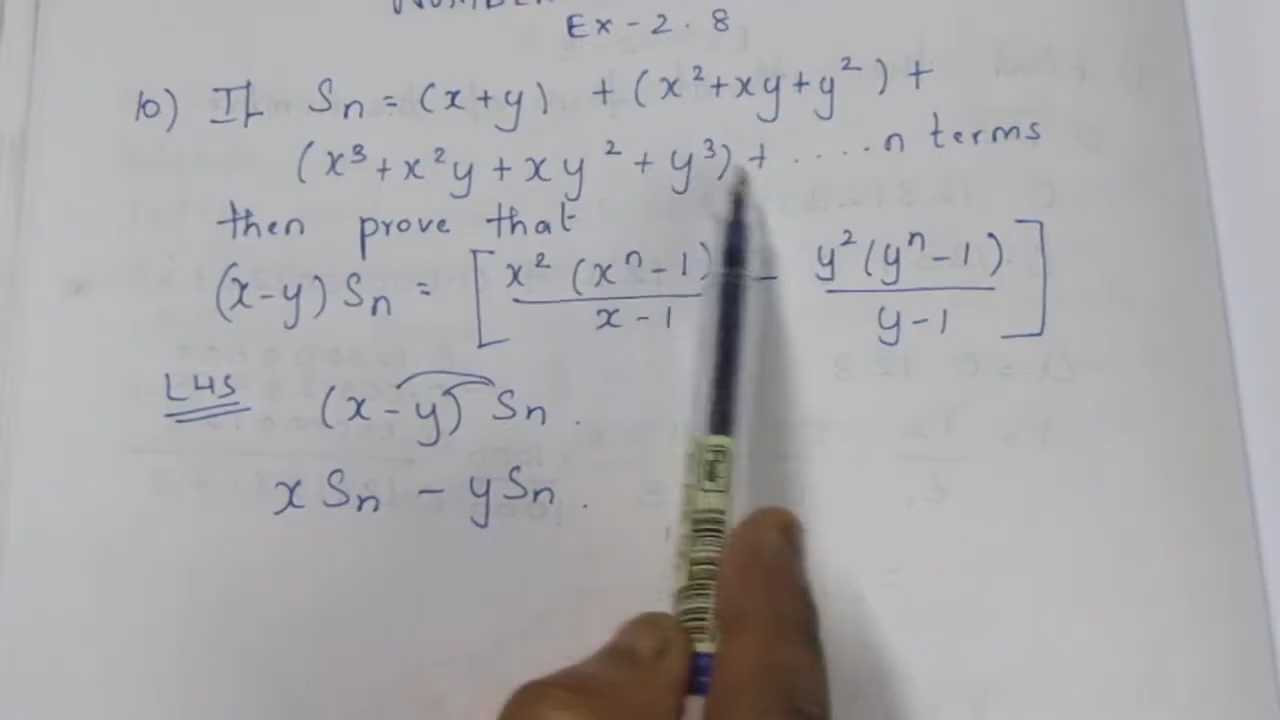 Ex - 2.8
10) If Sn = (x+y) + (x²+xy+y²) +
(x³+x²y+xy²+y³)+ ....n terms
then prove that
(x-y) Sn = [x²(xⁿ-1)/x-1 - y²(yⁿ-1)/y-1]
LHS (x-y) Sn.
x Sn - ySn.